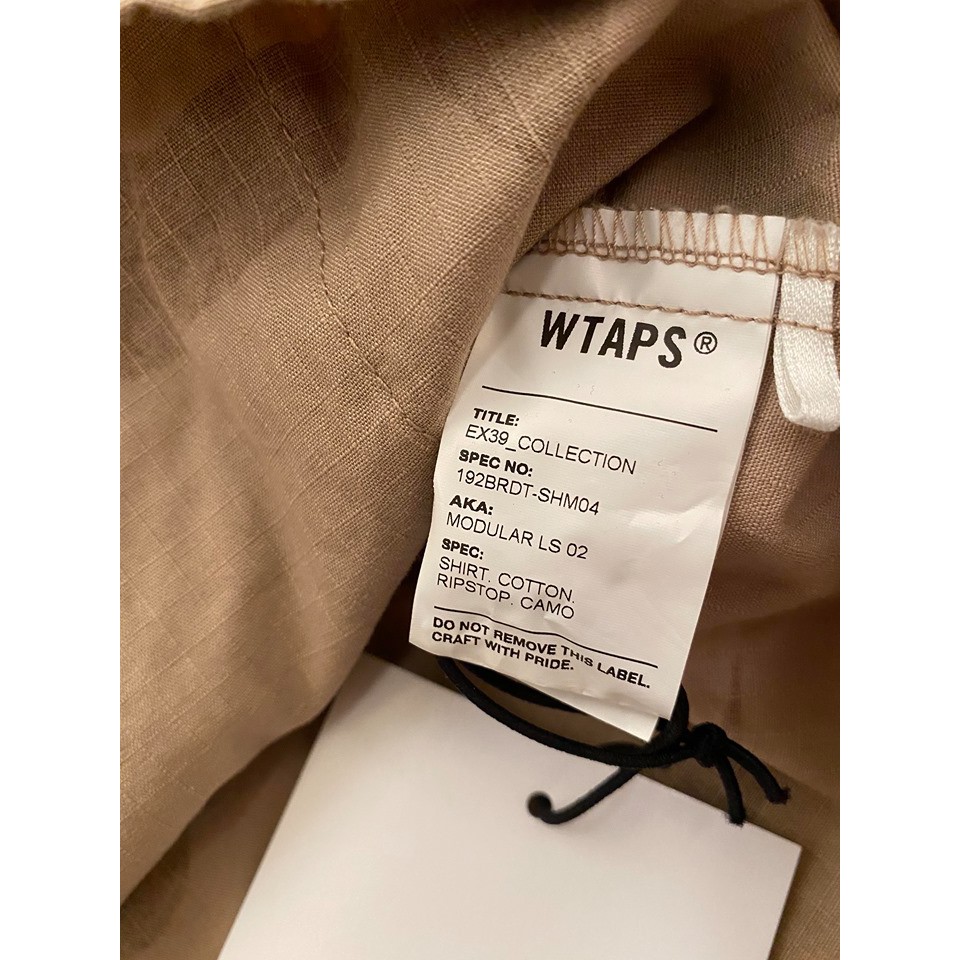 WTAPS®
TITLE:
EX39_COLLECTION
SPEC NO:
192BRDT-SHM04
AKA:
MODULAR LS 02
SPEC:
SHIRT. COTTON.
RIPSTOP. CAMO
DO NOT REMOVE THIS LABEL.
CRAFT WITH PRIDE.